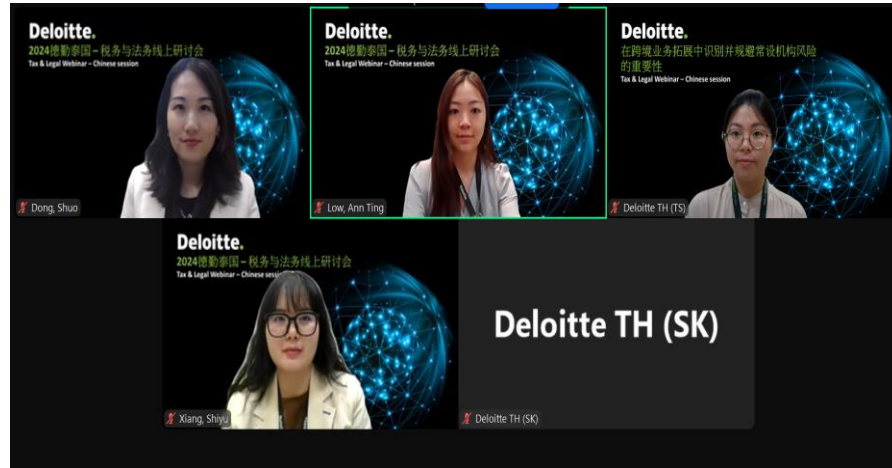 Deloitte.
2024德勤泰国 – 税务与法务线上研讨会
Tax & Legal Webinar – Chinese session
Dong, Shuo
Deloitte.
2024德勤泰国 – 税务与法务线上研讨会
Tax & Legal Webinar – Chinese session
Low, Ann Ting
Deloitte.
在跨境业务拓展中识别并规避常设机构风险
的重要性
Tax & Legal Webinar – Chinese session
Deloitte TH (TS)
Deloitte.
2024德勤泰国 – 税务与法务线上研讨会
Tax & Legal Webinar – Chinese sessi
Xiang, Shiyu
Deloitte TH (SK)
Deloitte TH (SK)